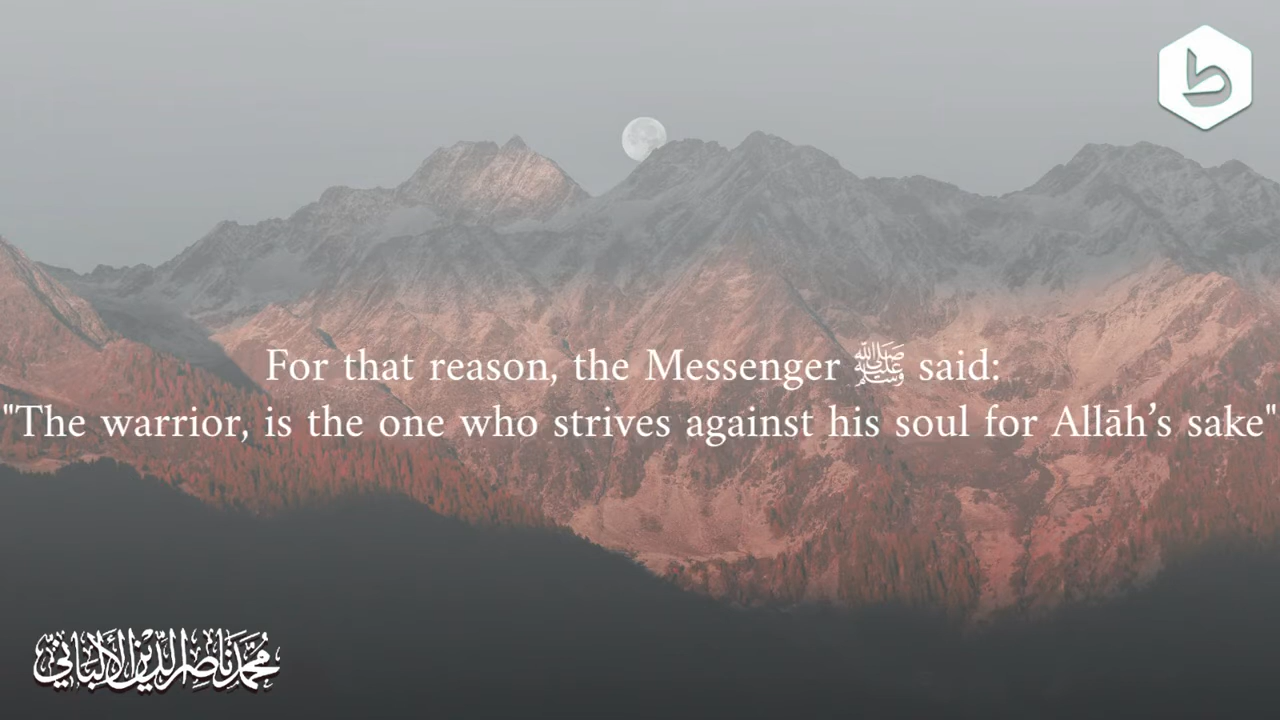 ط
For that reason, the Messenger ﷺ said:
"The warrior, is the one who strives against his soul for Allāh’s sake"
محمد ناصر الدين الألباني